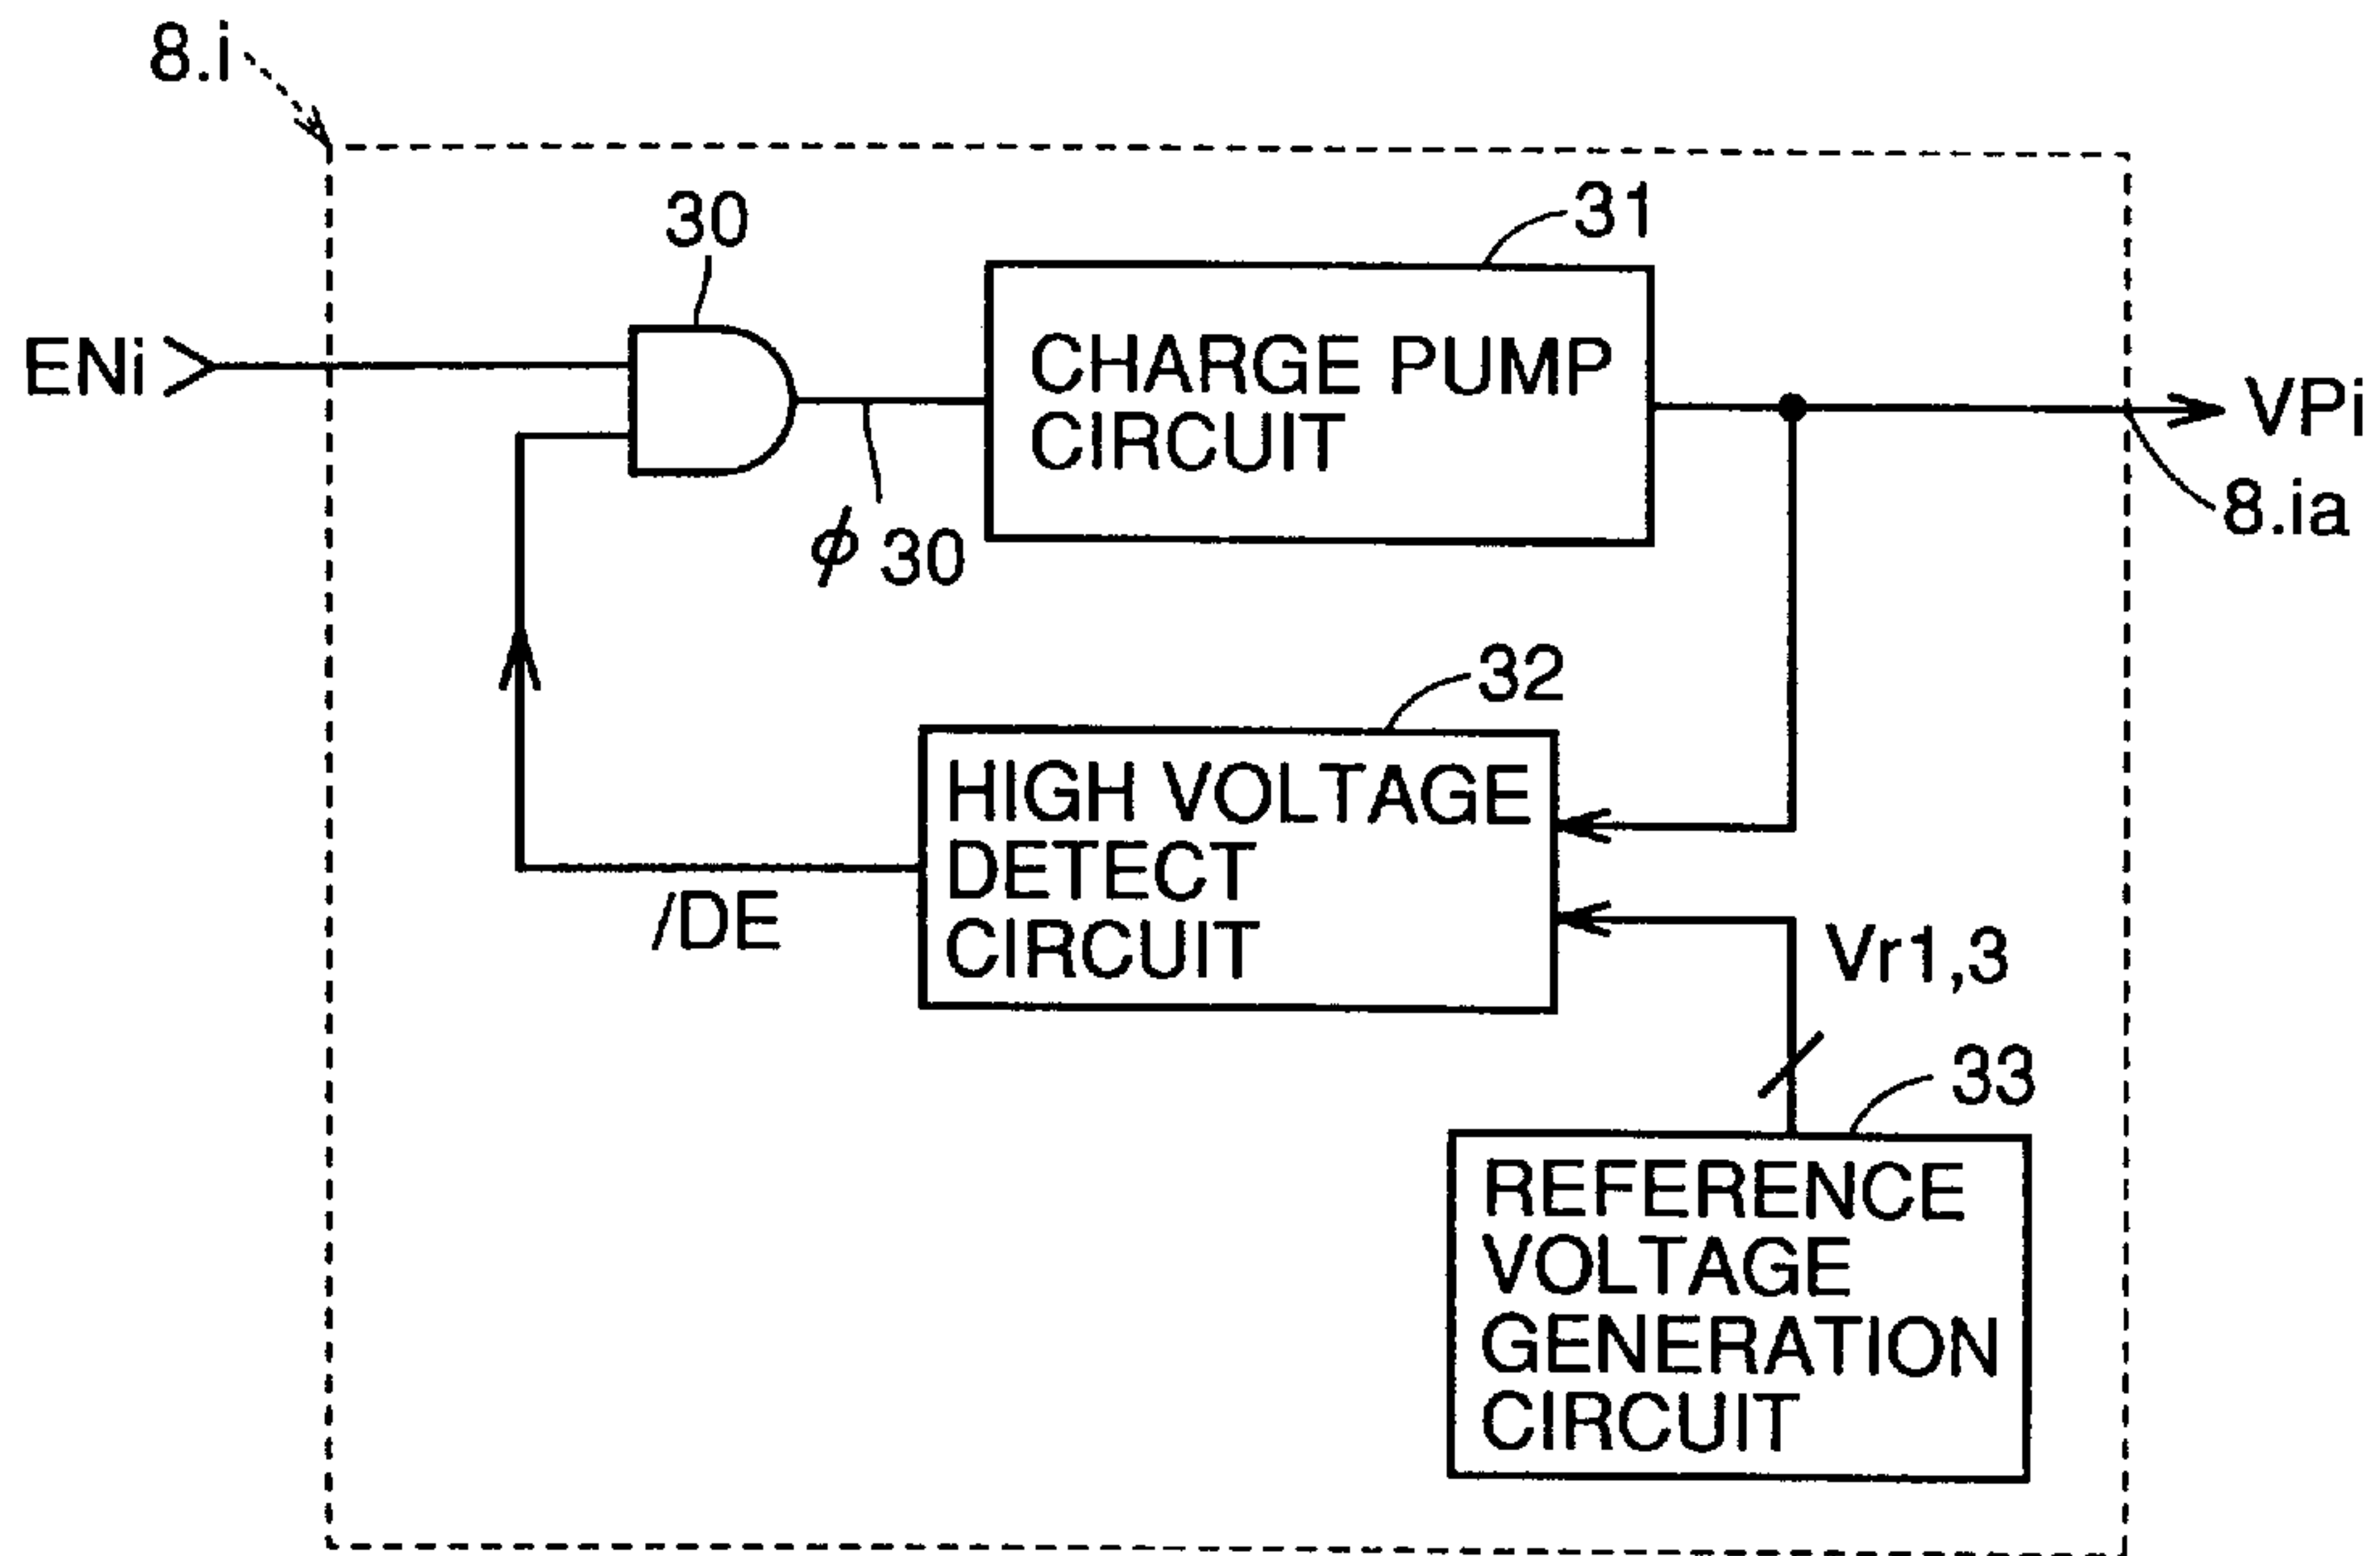 8.i
30
31
ENi
CHARGE PUMP
CIRCUIT
VPi
8.ia
ϕ 30
32
HIGH VOLTAGE
DETECT
CIRCUIT
/DE
Vr1,3
33
REFERENCE
VOLTAGE
GENERATION
CIRCUIT